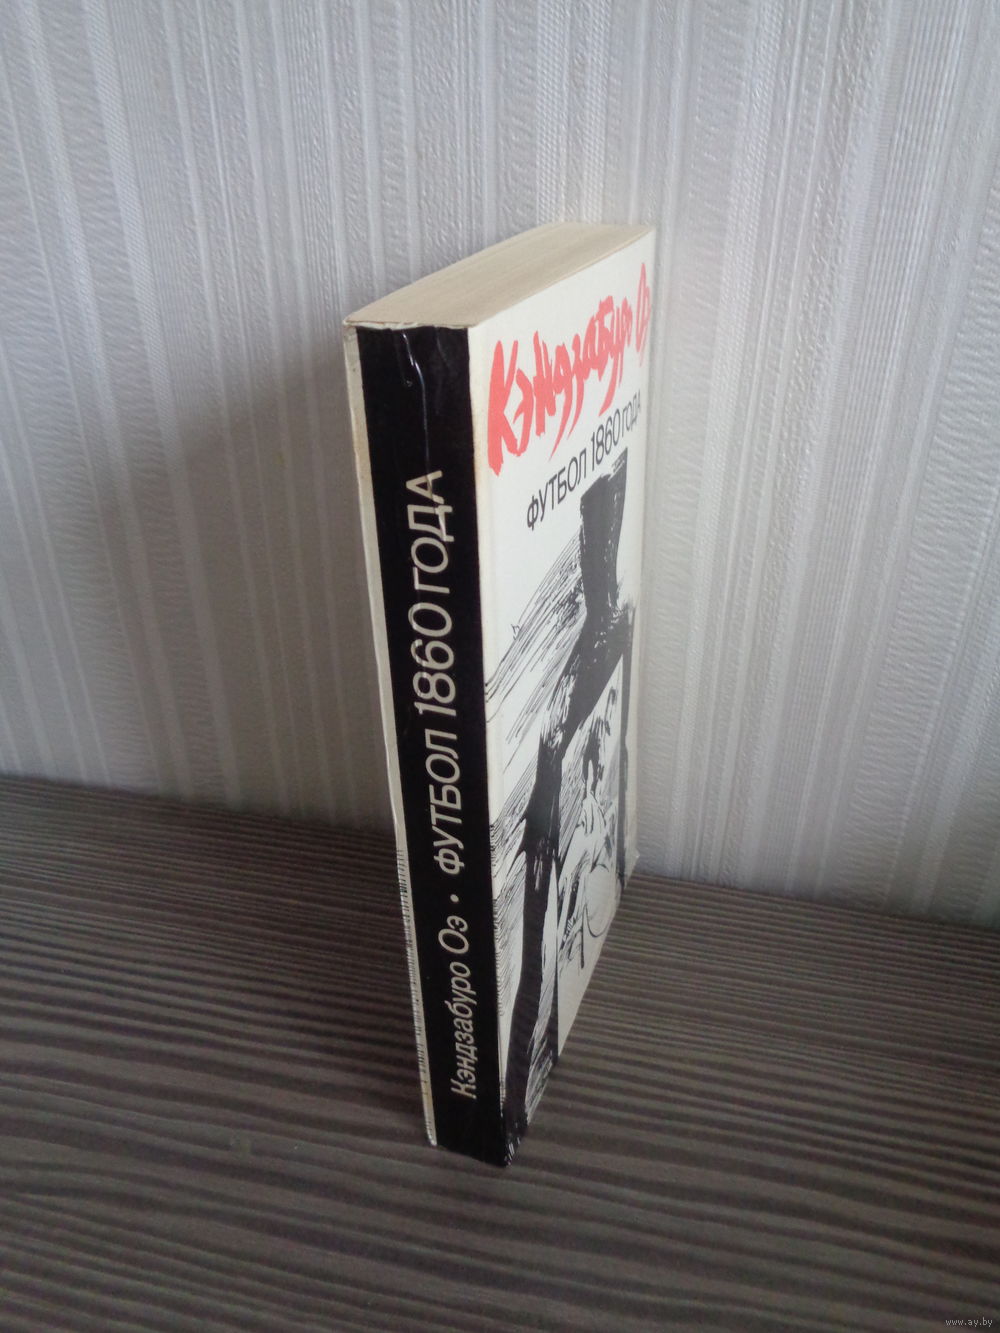 Кэндзабуро Оэ
ФУТБОЛ 1860 ГОДА
Кэндзабуро Оэ • ФУТБОЛ 1860 ГОДА
www.ay.by